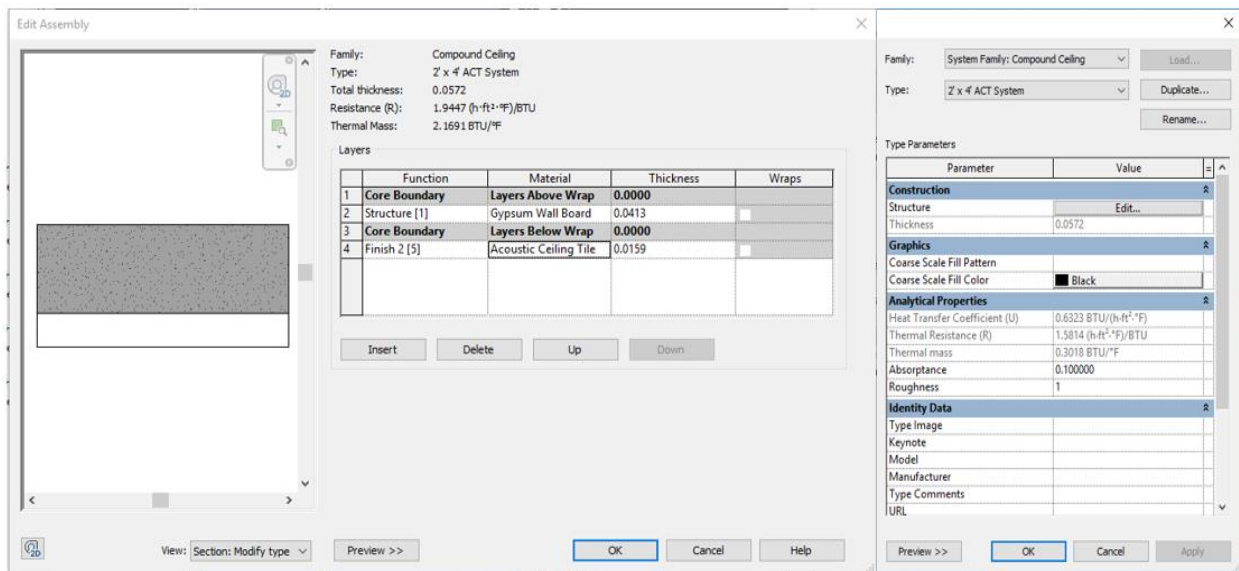 Edit Assembly
2D
Family: Compound Ceiling
Type: 2' x 4' ACT System
Total thickness: 0.0572
Resistance (R): 1.9447 (h·ft²·°F)/BTU
Thermal Mass: 2.1691 BTU/°F
Layers
Function Material Thickness Wraps
1 Core Boundary Layers Above Wrap 0.0000
2 Structure [1] Gypsum Wall Board 0.0413
3 Core Boundary Layers Below Wrap 0.0000
4 Finish 2 [5] Acoustic Ceiling Tile 0.0159
Insert Delete Up Down
2D
View: Section: Modify type Preview >> OK Cancel Help
Family: System Family: Compound Ceiling Load...
Type: 2' x 4' ACT System Duplicate...
Rename...
Type Parameters
Parameter Value =
Construction
Structure Edit...
Thickness 0.0572
Graphics
Coarse Scale Fill Pattern
Coarse Scale Fill Color Black
Analytical Properties
Heat Transfer Coefficient (U) 0.6323 BTU/(h·ft²·°F)
Thermal Resistance (R) 1.5814 (h·ft²·°F)/BTU
Thermal mass 0.3018 BTU/°F
Absorptance 0.100000
Roughness 1
Identity Data
Type Image
Keynote
Model
Manufacturer
Type Comments
URL
Preview >> OK Cancel Apply